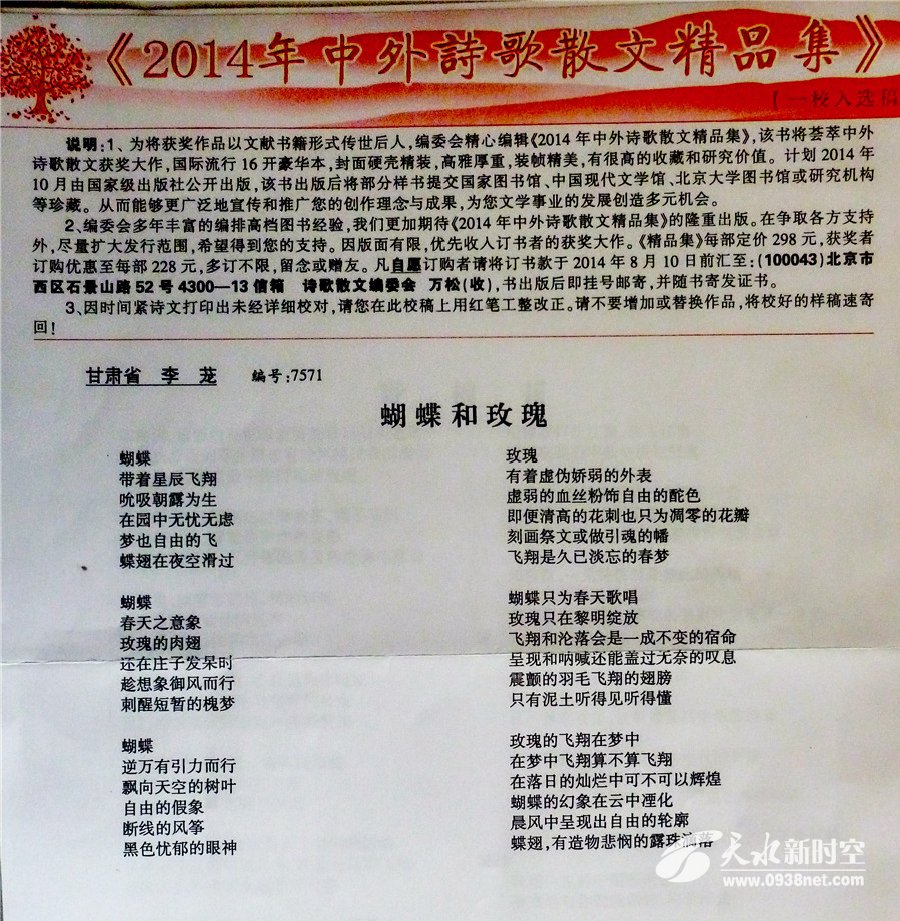 《2014年中外詩歌散文精品集》
【一校入选稿
说明:1、为将获奖作品以文献书籍形式传世后人,编委会精心编辑《2014年中外诗歌散文精品集》,该书将荟萃中外
诗歌散文获奖大作,国际流行16开豪华本,封面硬壳精装,高雅厚重,装帧精美,有很高的收藏和研究价值。计划2014年
10月由国家级出版社公开出版,该书出版后将部分样书提交国家图书馆、中国现代文学馆、北京大学图书馆或研究机构
等珍藏。从而能够更广泛地宣传和推广您的创作理念与成果,为您文学事业的发展创造多元机会。
2、编委会多年丰富的编排高档图书经验,我们更加期待《2014年中外诗歌散文精品集》的隆重出版。在争取各方支持
外,尽量扩大发行范围,希望得到您的支持。因版面有限,优先收入订书者的获奖大作。《精品集》每部定价298元,获奖者
订购优惠至每部228元,多订不限,留念或赠友。凡自愿订购者请将订书款于2014年8月10日前汇至:(100043)北京市
西区石景山路52号4300—13信箱 诗歌散文编委会 万松(收),书出版后即挂号邮寄,并随书寄发证书。
3、因时间紧诗文打印出未经详细校对,请您在此校稿上用红笔工整改正。请不要增加或替换作品,将校好的样稿速寄
回!
甘肃省 李茏 编号:7571
蝴蝶和玫瑰
蝴蝶
带着星辰飞翔
吮吸朝露为生
在园中无忧无虑
梦也自由的飞
蝶翅在夜空滑过
蝴蝶
春天之意象
玫瑰的肉翅
还在庄子发呆时
趁想象御风而行
刺醒短暂的槐梦
蝴蝶
逆万有引力而行
飘向天空的树叶
自由的假象
断线的风筝
黑色忧郁的眼神
玫瑰
有着虚伪娇弱的外表
虚弱的血丝粉饰自由的酡色
即便清高的花刺也只为凋零的花瓣
刻画祭文或做引魂的幡
飞翔是久已淡忘的春梦
蝴蝶只为春天歌唱
玫瑰只在黎明绽放
飞翔和沦落会是一成不变的宿命
呈现和呐喊还能盖过无奈的叹息
震颤的羽毛飞翔的翅膀
只有泥土听得见听得懂
玫瑰的飞翔在梦中
在梦中飞翔算不算飞翔
在落日的灿烂中可不可以辉煌
蝴蝶的幻象在云中湮化
晨风中呈现出自由的轮廓
蝶翅,有造物悲悯的露珠滴落
天水新时空
www.0938net.com